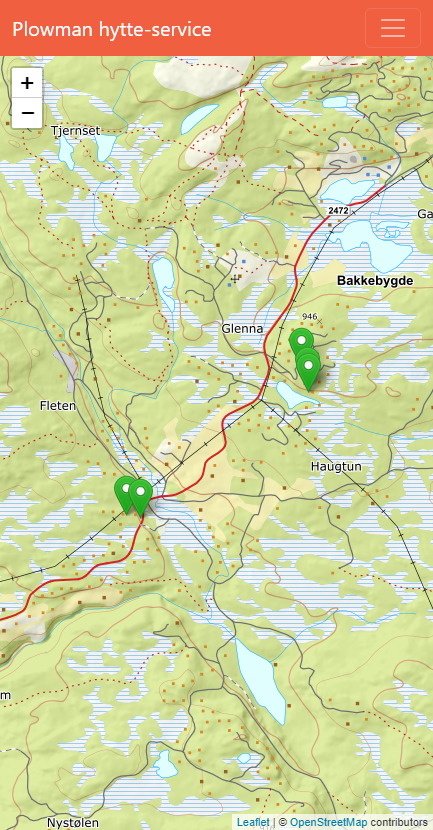 Plowman hytte-service
+
−
Tjernset
2472
Ga
Bakkebygde
946
Glenna
Fleten
Haugtun
m
Nystølen
Leaflet | © OpenStreetMap contributors